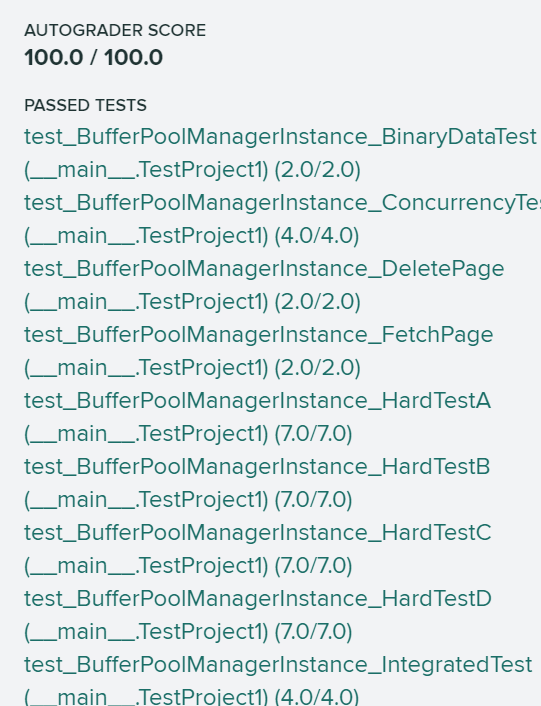 AUTOGRADER SCORE
100.0 / 100.0
PASSED TESTS
test_BufferPoolManagerInstance_BinaryDataTest
(__main__.TestProject1) (2.0/2.0)
test_BufferPoolManagerInstance_ConcurrencyTes
(__main__.TestProject1) (4.0/4.0)
test_BufferPoolManagerInstance_DeletePage
(__main__.TestProject1) (2.0/2.0)
test_BufferPoolManagerInstance_FetchPage
(__main__.TestProject1) (2.0/2.0)
test_BufferPoolManagerInstance_HardTestA
(__main__.TestProject1) (7.0/7.0)
test_BufferPoolManagerInstance_HardTestB
(__main__.TestProject1) (7.0/7.0)
test_BufferPoolManagerInstance_HardTestC
(__main__.TestProject1) (7.0/7.0)
test_BufferPoolManagerInstance_HardTestD
(__main__.TestProject1) (7.0/7.0)
test_BufferPoolManagerInstance_IntegratedTest
(__main__.TestProject1) (4.0/4.0)